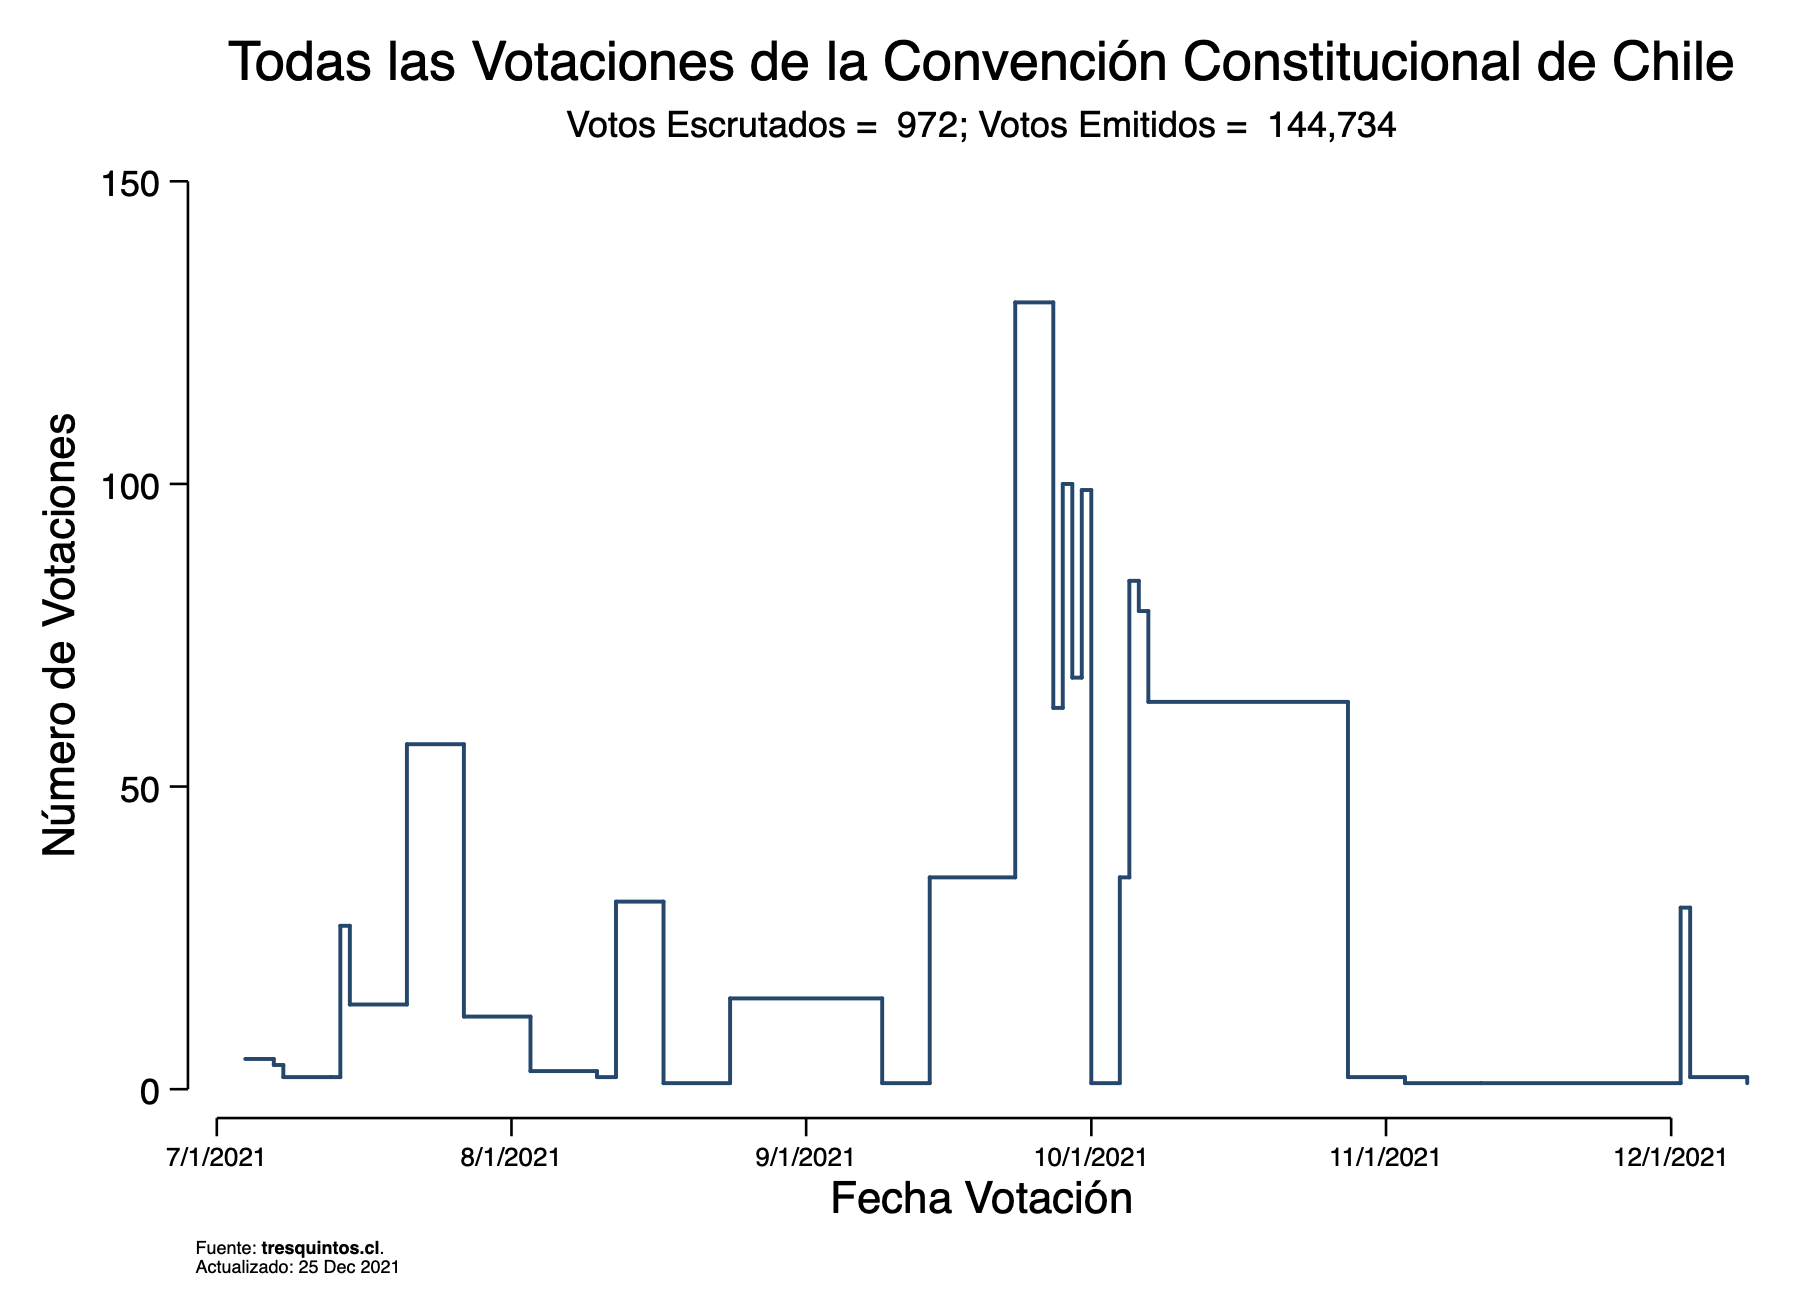 Todas las Votaciones de la Convención Constitucional de Chile
Votos Escrutados = 972; Votos Emitidos = 144,734
Número de Votaciones
150
100
50
0
7/1/2021 8/1/2021 9/1/2021 10/1/2021 11/1/2021 12/1/2021
Fecha Votación
Fuente: tresquintos.cl.
Actualizado: 25 Dec 2021